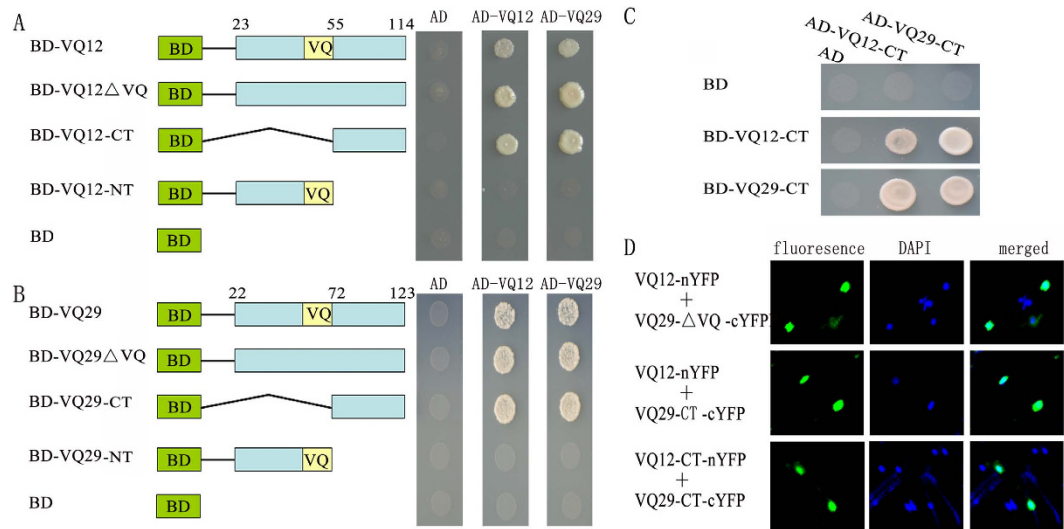 A
23 55 114
AD AD-VQ12 AD-VQ29
BD-VQ12 BD VQ
BD-VQ12△VQ BD
BD-VQ12-CT BD
BD-VQ12-NT BD VQ
BD BD
B
22 72 123
AD AD-VQ12 AD-VQ29
BD-VQ29 BD VQ
BD-VQ29△VQ BD
BD-VQ29-CT BD
BD-VQ29-NT BD VQ
BD BD
C
AD
AD-VQ12-CT
AD-VQ29-CT
BD
BD-VQ12-CT
BD-VQ29-CT
D
fluoresence DAPI merged
VQ12-nYFP
+
VQ29-△VQ-cYFP
VQ12-nYFP
+
VQ29-CT-cYFP
VQ12-CT-nYFP
+
VQ29-CT-cYFP